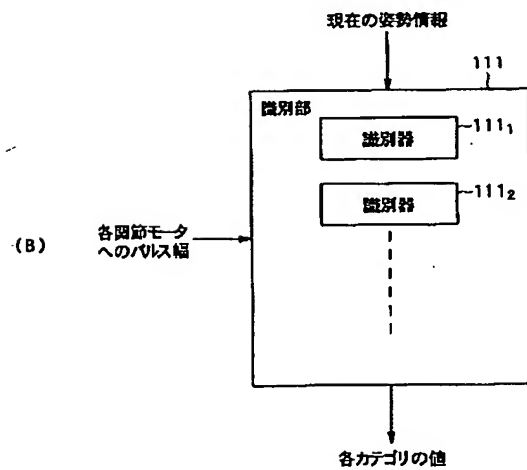 現在の姿勢情報
111
識別部
識別器
111₁
識別器
111₂
(B)
各関節モータ
へのパルス幅
各カテゴリの値